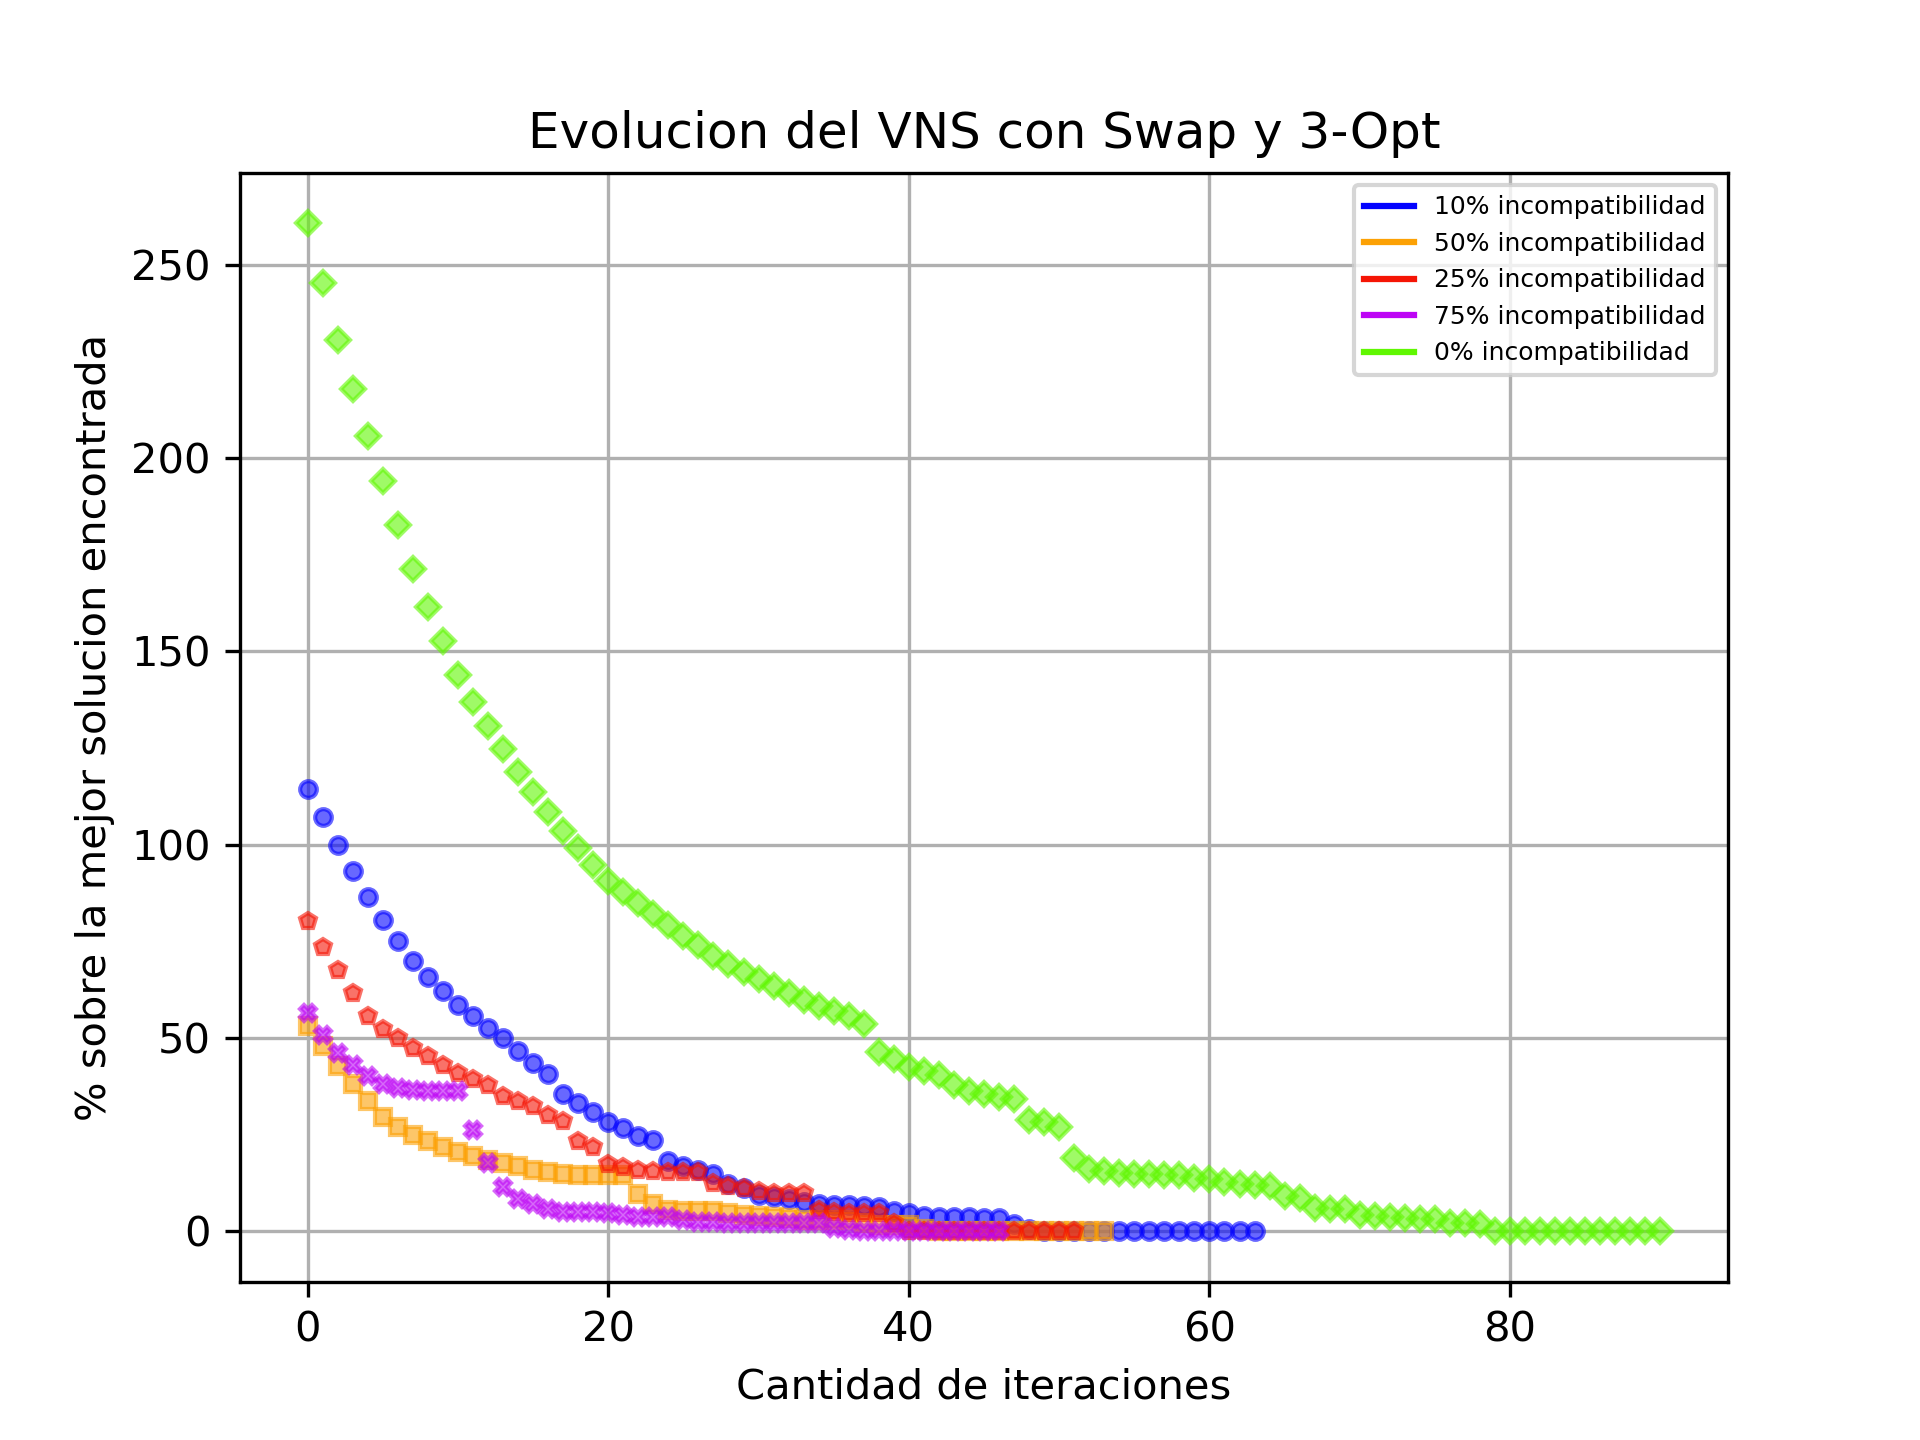 Evolucion del VNS con Swap y 3-Opt
% sobre la mejor solucion encontrada
250
200
150
100
50
0
10% incompatibilidad
50% incompatibilidad
25% incompatibilidad
75% incompatibilidad
0% incompatibilidad
0 20 40 60 80
Cantidad de iteraciones